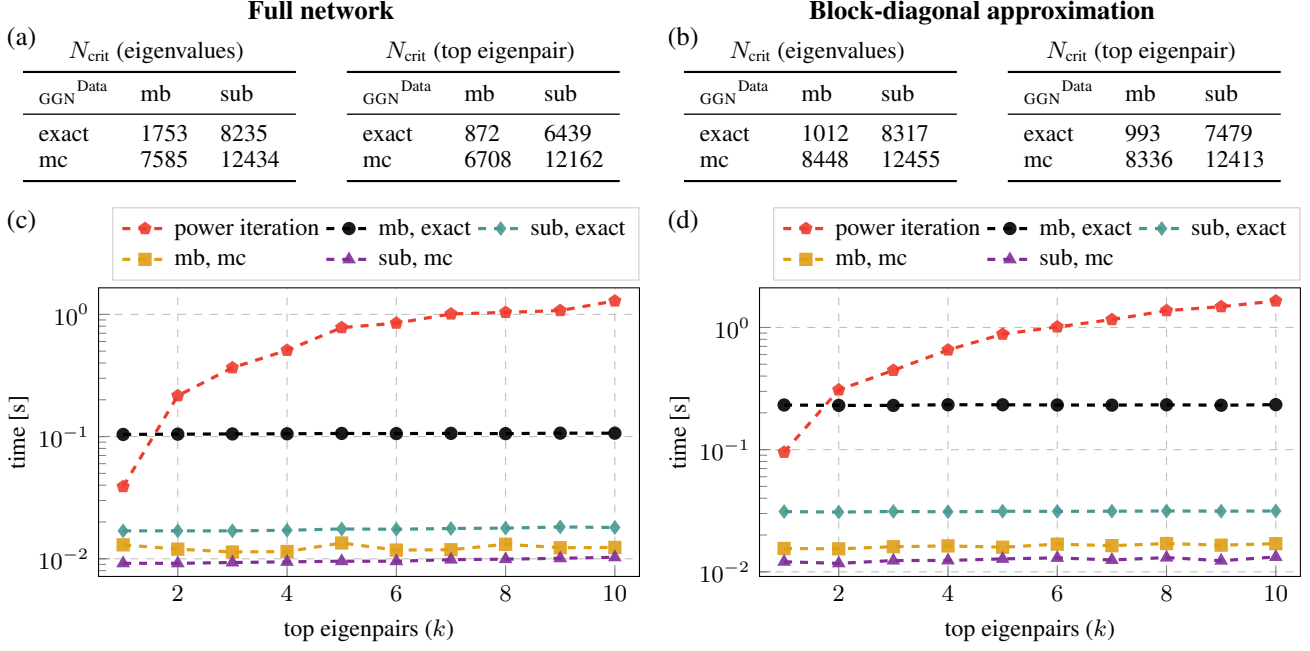 Full network
Block-diagonal approximation
(a)
N_crit (eigenvalues)
GGN Data mb sub
exact 1753 8235
mc 7585 12434
N_crit (top eigenpair)
GGN Data mb sub
exact 872 6439
mc 6708 12162
(b)
N_crit (eigenvalues)
GGN Data mb sub
exact 1012 8317
mc 8448 12455
N_crit (top eigenpair)
GGN Data mb sub
exact 993 7479
mc 8336 12413
(c)
power iteration mb, exact sub, exact
mb, mc sub, mc
time [s]
10^0
10^−1
10^−2
2 4 6 8 10
top eigenpairs (k)
(d)
power iteration mb, exact sub, exact
mb, mc sub, mc
time [s]
10^0
10^−1
10^−2
2 4 6 8 10
top eigenpairs (k)